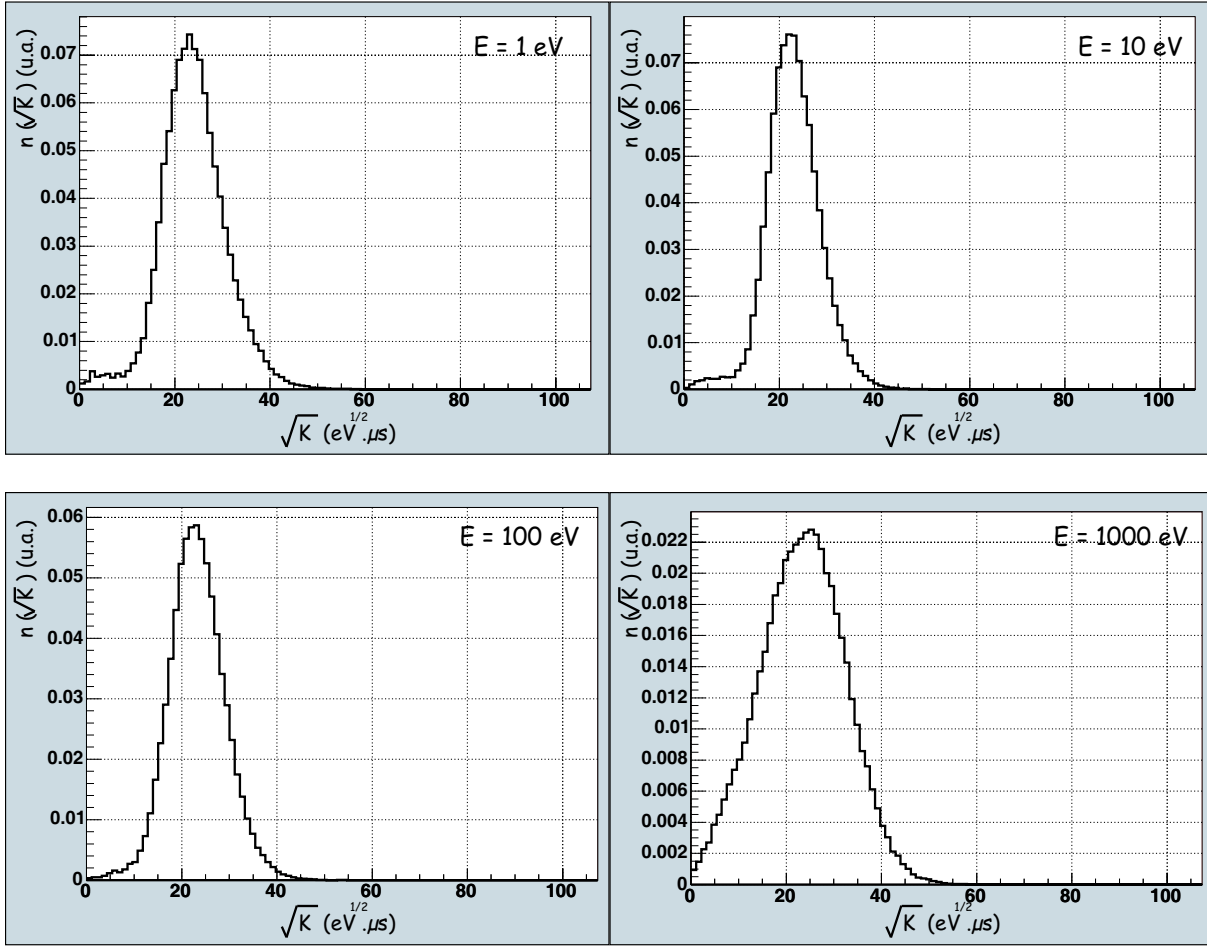 E = 1 eV
n (√K ) (u.a.)
0.07
0.06
0.05
0.04
0.03
0.02
0.01
0
0 20 40 60 80 100
√K (eV^1/2 .μs)
E = 10 eV
n (√K ) (u.a.)
0.07
0.06
0.05
0.04
0.03
0.02
0.01
0
0 20 40 60 80 100
√K (eV^1/2 .μs)
E = 100 eV
n (√K ) (u.a.)
0.06
0.05
0.04
0.03
0.02
0.01
0
0 20 40 60 80 100
√K (eV^1/2 .μs)
E = 1000 eV
n (√K ) (u.a.)
0.022
0.02
0.018
0.016
0.014
0.012
0.01
0.008
0.006
0.004
0.002
0
0 20 40 60 80 100
√K (eV^1/2 .μs)